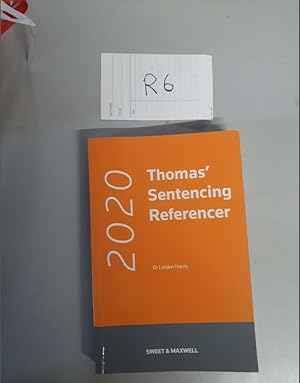 R6
2020
Thomas'
Sentencing
Referencer
Dr Lyndon Harris
SWEET & MAXWELL